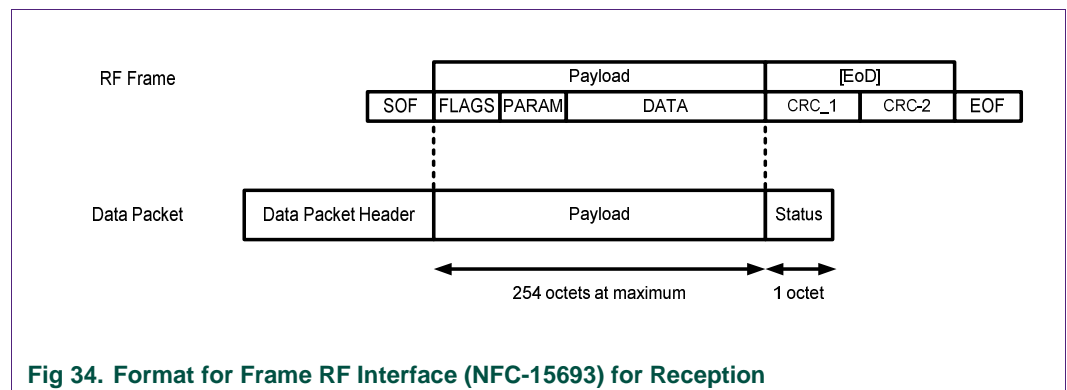 RF Frame
Payload [EoD]
SOF FLAGS PARAM DATA CRC_1 CRC-2 EOF
Data Packet
Data Packet Header Payload Status
254 octets at maximum 1 octet
Fig 34. Format for Frame RF Interface (NFC-15693) for Reception